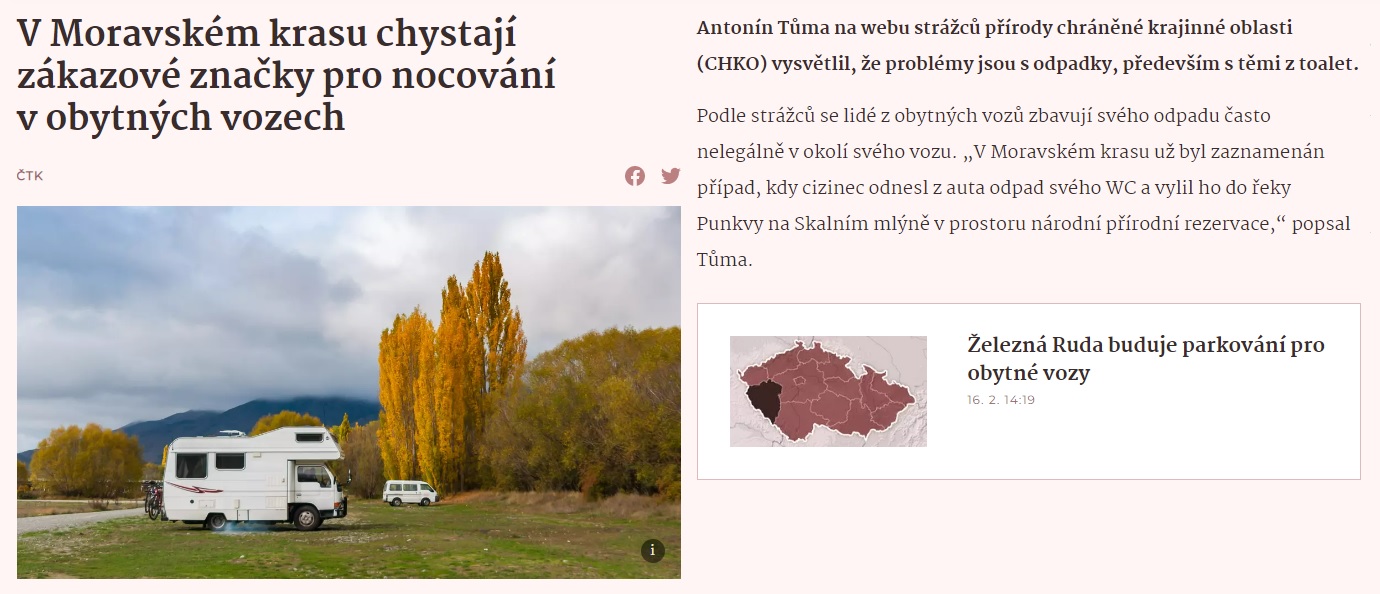 V Moravském krasu chystají
zákazové značky pro nocování
v obytných vozech
ČTK
i
Antonín Tůma na webu strážců přírody chráněné krajinné oblasti
(CHKO) vysvětlil, že problémy jsou s odpadky, především s těmi z toalet.
Podle strážců se lidé z obytných vozů zbavují svého odpadu často
nelegálně v okolí svého vozu. „V Moravském krasu už byl zaznamenán
případ, kdy cizinec odnesl z auta odpad svého WC a vylil ho do řeky
Punkvy na Skalním mlýně v prostoru národní přírodní rezervace,“ popsal
Tůma.
Železná Ruda buduje parkování pro
obytné vozy
16. 2. 14:19